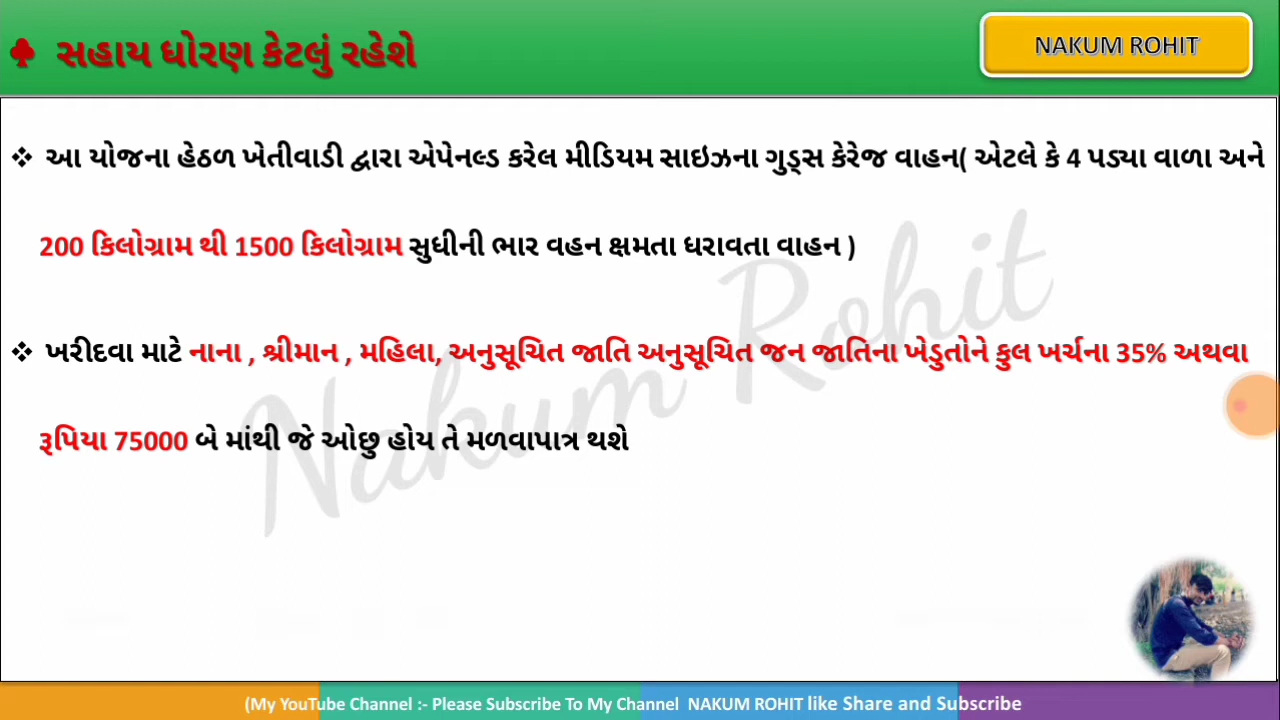 ♣ સહાય ધોરણ કેટલું રહેશે
NAKUM ROHIT
❖ આ યોજના હેઠળ ખેતીવાડી દ્વારા એપેનલ્ડ કરેલ મીડિયમ સાઇઝના ગુડ્સ કેરેજ વાહન( એટલે કે 4 પડ્યા વાળા અને
200 કિલોગ્રામ થી 1500 કિલોગ્રામ સુધીની ભાર વહન ક્ષમતા ધરાવતા વાહન )
❖ ખરીદવા માટે નાના , શ્રીમાન , મહિલા, અનુસૂચિત જાતિ અનુસૂચિત જન જાતિના ખેડુતોને કુલ ખર્ચના 35% અથવા
રૂપિયા 75000 બે માંથી જે ઓછુ હોય તે મળવાપાત્ર થશે
Nakum Rohit
(My YouTube Channel :- Please Subscribe To My Channel NAKUM ROHIT like Share and Subscribe